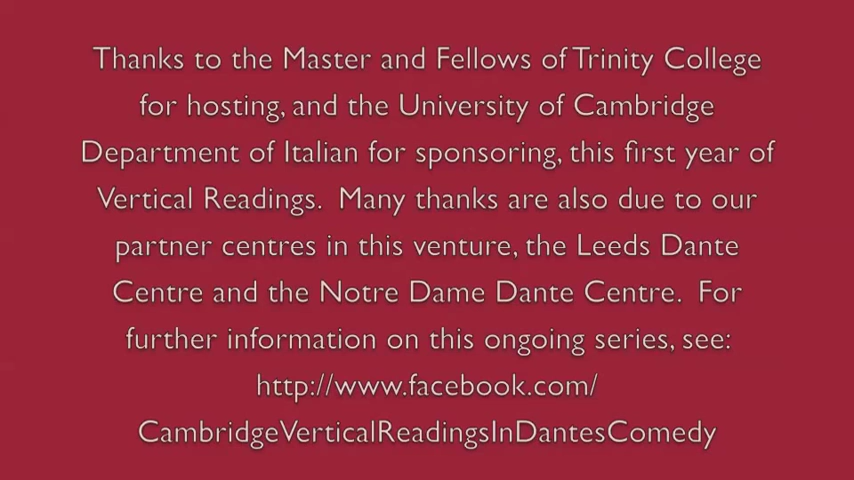 Thanks to the Master and Fellows of Trinity College
for hosting, and the University of Cambridge
Department of Italian for sponsoring, this first year of
Vertical Readings.  Many thanks are also due to our
partner centres in this venture, the Leeds Dante
Centre and the Notre Dame Dante Centre.  For
further information on this ongoing series, see:
http://www.facebook.com/
CambridgeVerticalReadingsInDantesComedy